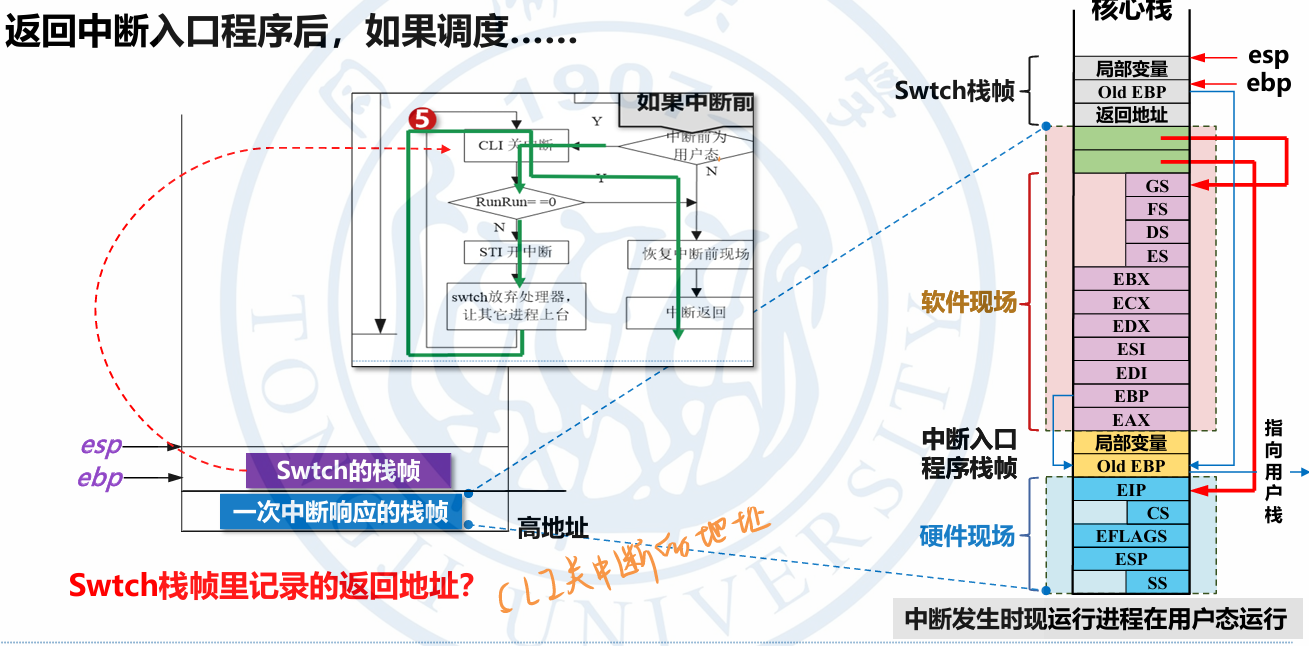 返回中断入口程序后，如果调度……
核心栈
esp
ebp
Swtch栈帧
局部变量
Old EBP
返回地址
如果中断前
5
Y
CLI 关中断
中断前为
用户态
Y
N
RunRun= =0
N
STI 开中断
恢复中断前现场
swtch放弃处理器，
让其它进程上台
中断返回
GS
FS
DS
ES
软件现场
EBX
ECX
EDX
ESI
EDI
EBP
EAX
中断入口
程序栈帧
局部变量
Old EBP
指向用户栈
esp
ebp
Swtch的栈帧
一次中断响应的栈帧
高地址
硬件现场
EIP
CS
EFLAGS
ESP
SS
Swtch栈帧里记录的返回地址？
CLI关中断的地址
中断发生时现运行进程在用户态运行
1907
TONGJI UNIVERSITY